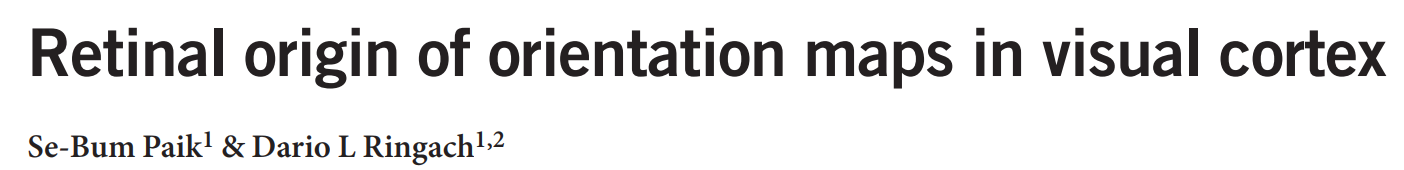 Retinal origin of orientation maps in visual cortex
Se-Bum Paik¹ & Dario L Ringach¹,²